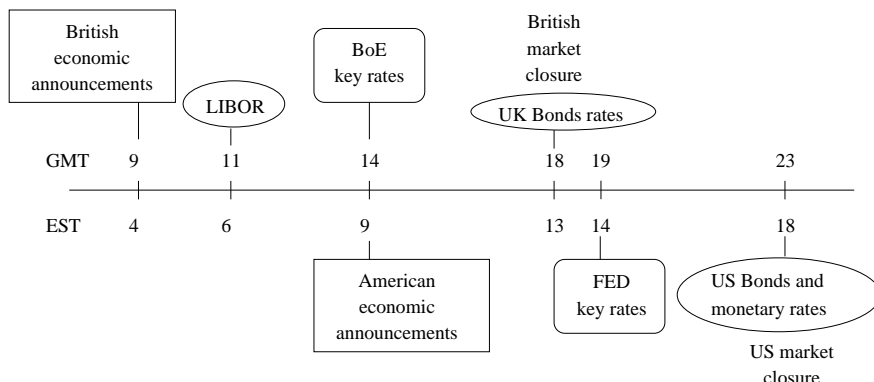 British
economic
announcements
LIBOR
BoE
key rates
British
market
closure
UK Bonds rates
GMT 9 11 14 18 19 23
EST 4 6 9 13 14 18
American
economic
announcements
FED
key rates
US Bonds and
monetary rates
US market
closure